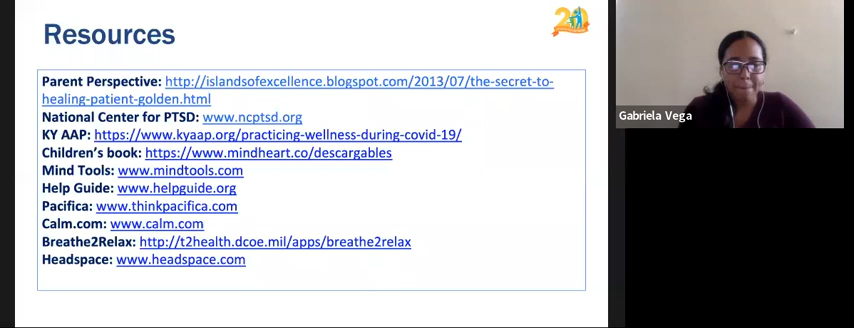 Resources
20
Parent Perspective: http://islandsofexcellence.blogspot.com/2013/07/the-secret-to-
healing-patient-golden.html
National Center for PTSD: www.ncptsd.org
KY AAP: https://www.kyaap.org/practicing-wellness-during-covid-19/
Children's book: https://www.mindheart.co/descargables
Mind Tools: www.mindtools.com
Help Guide: www.helpguide.org
Pacifica: www.thinkpacifica.com
Calm.com: www.calm.com
Breathe2Relax: http://t2health.dcoe.mil/apps/breathe2relax
Headspace: www.headspace.com
Gabriela Vega